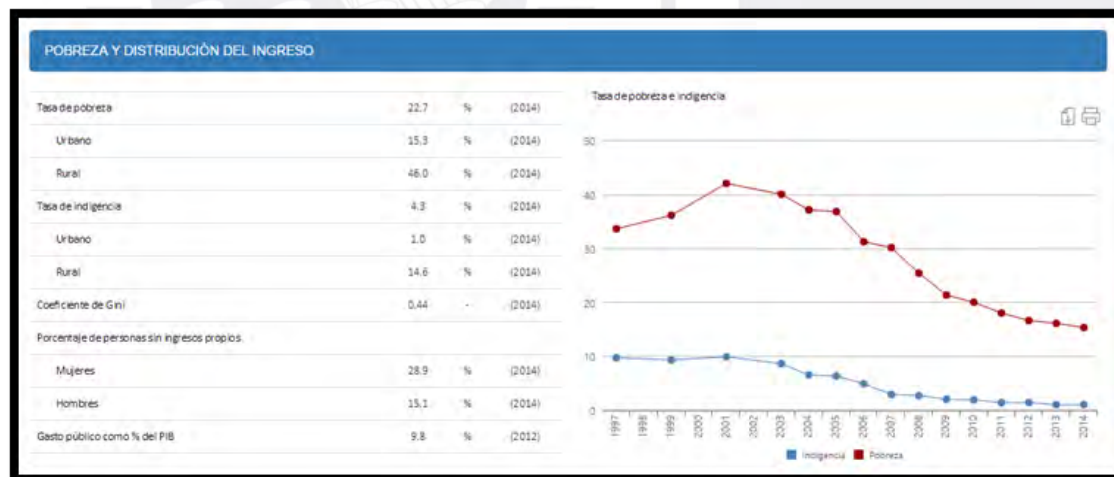 POBREZA Y DISTRIBUCIÓN DEL INGRESO
Tasa de pobreza 22.7 % (2014)
Urbano 15.3 % (2014)
Rural 46.0 % (2014)
Tasa de indigencia 4.3 % (2014)
Urbano 1.0 % (2014)
Rural 14.6 % (2014)
Coeficiente de Gini 0.44 - (2014)
Porcentaje de personas sin ingresos propios
Mujeres 28.9 % (2014)
Hombres 15.1 % (2014)
Gasto público como % del PIB 9.8 % (2012)
Tasa de pobreza e indigencia
50
40
30
20
10
0
1997 1998 1999 2000 2001 2002 2003 2004 2005 2006 2007 2008 2009 2010 2011 2012 2013 2014
Indigencia Pobreza